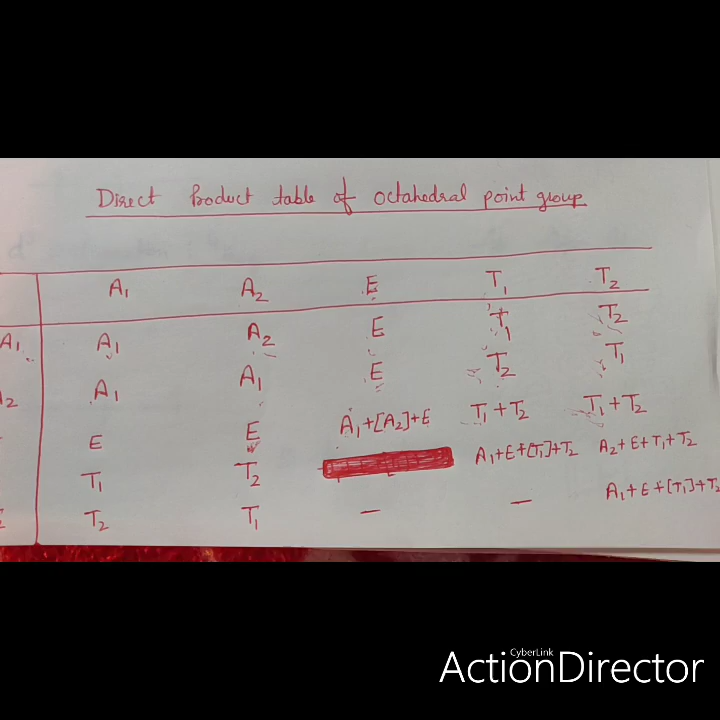 Direct Product table of octahedral point group
A1 A2 E T1 T2
A1 A1 A2 E T1 T2
A2 A1 A1 E T2 T1
E E A1+[A2]+E T1+T2 T1+T2
T1 T2 A1+E+[T1]+T2 A2+E+T1+T2
T2 T1 — — A1+E+[T1]+T2
CyberLink
ActionDirector